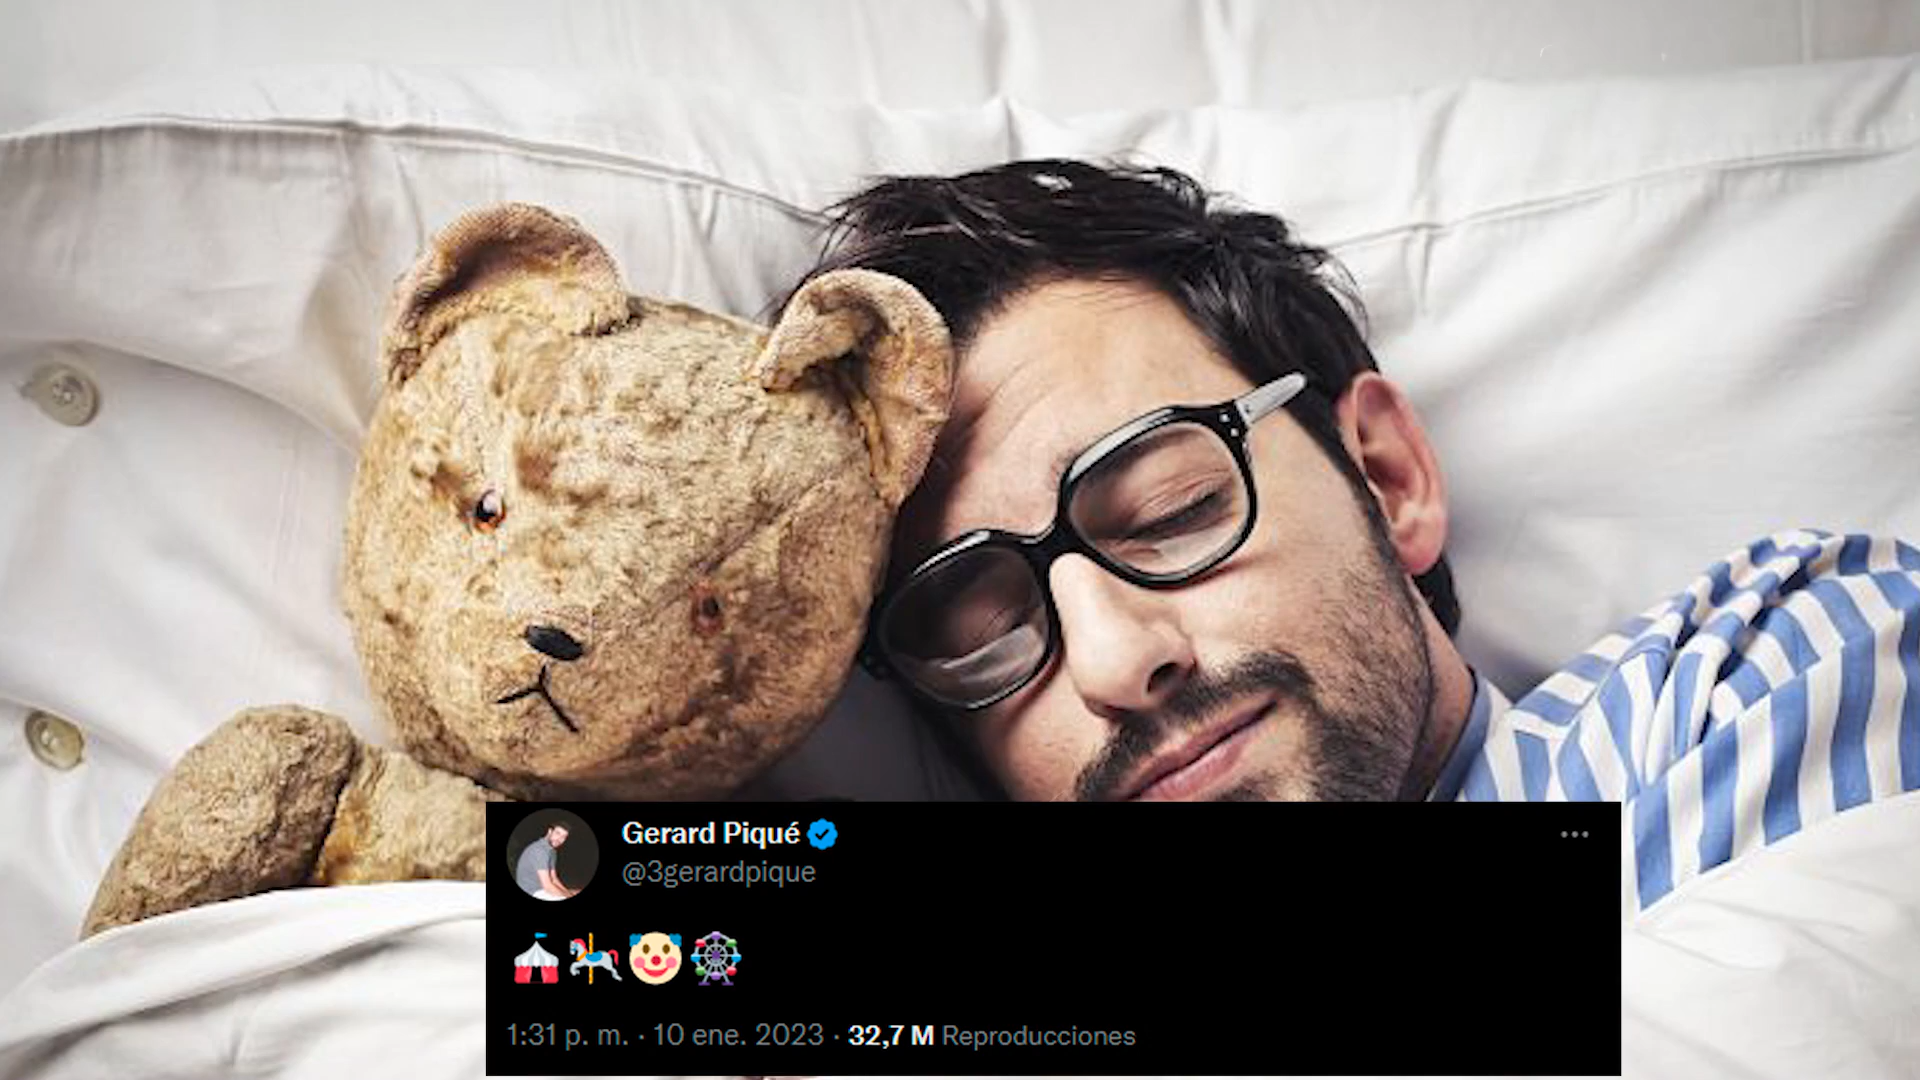 Gerard Piqué
@3gerardpique
🎪🎠🤡🎡
1:31 p. m. · 10 ene. 2023 · 32,7 M Reproducciones